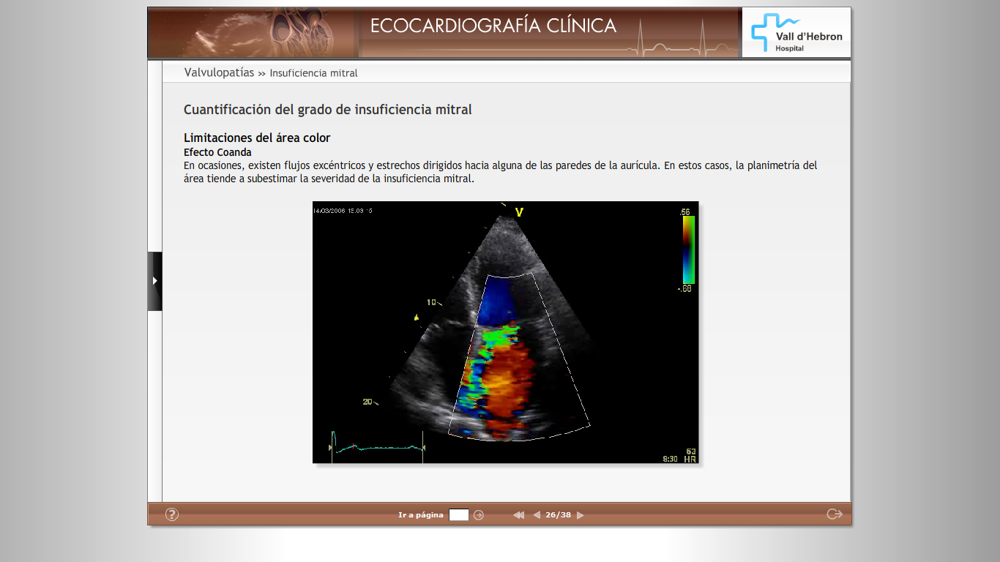 ECOCARDIOGRAFÍA CLÍNICA
Vall d'Hebron
Hospital
Valvulopatías » Insuficiencia mitral
Cuantificación del grado de insuficiencia mitral
Limitaciones del área color
Efecto Coanda
En ocasiones, existen flujos excéntricos y estrechos dirigidos hacia alguna de las paredes de la aurícula. En estos casos, la planimetría del
área tiende a subestimar la severidad de la insuficiencia mitral.
14/03/2006 13:09:15
V
.56
-.68
10
20
53
9:30 HR
?
Ir a página
26/38